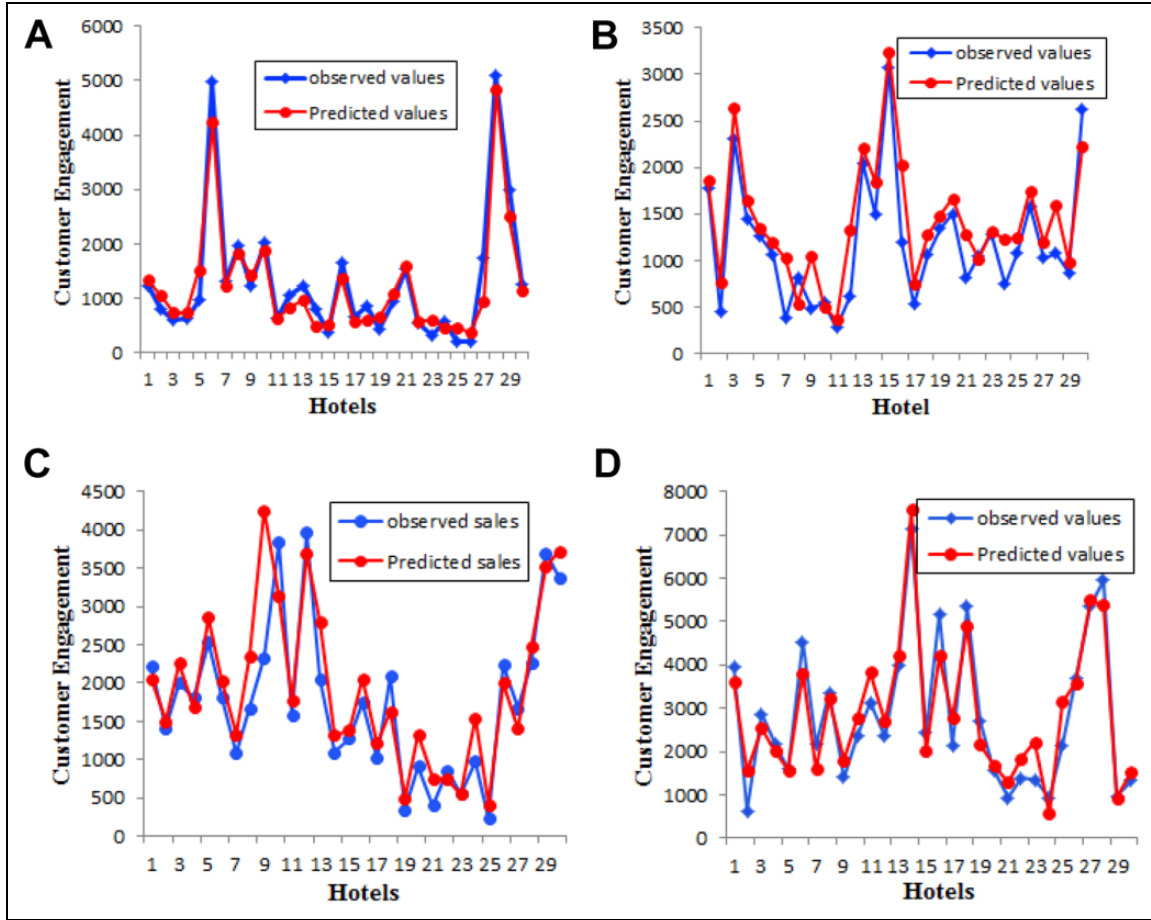 A
6000
5000
4000
3000
2000
1000
0
Customer Engagement
observed values
Predicted values
1 3 5 7 9 11 13 15 17 19 21 23 25 27 29
Hotels
B
3500
3000
2500
2000
1500
1000
500
0
Customer Engagement
observed values
Predicted values
1 3 5 7 9 11 13 15 17 19 21 23 25 27 29
Hotel
C
4500
4000
3500
3000
2500
2000
1500
1000
500
0
Customer Engagement
observed sales
Predicted sales
1 3 5 7 9 11 13 15 17 19 21 23 25 27 29
Hotels
D
8000
7000
6000
5000
4000
3000
2000
1000
0
Customer Engagement
observed values
Predicted values
1 3 5 7 9 11 13 15 17 19 21 23 25 27 29
Hotels